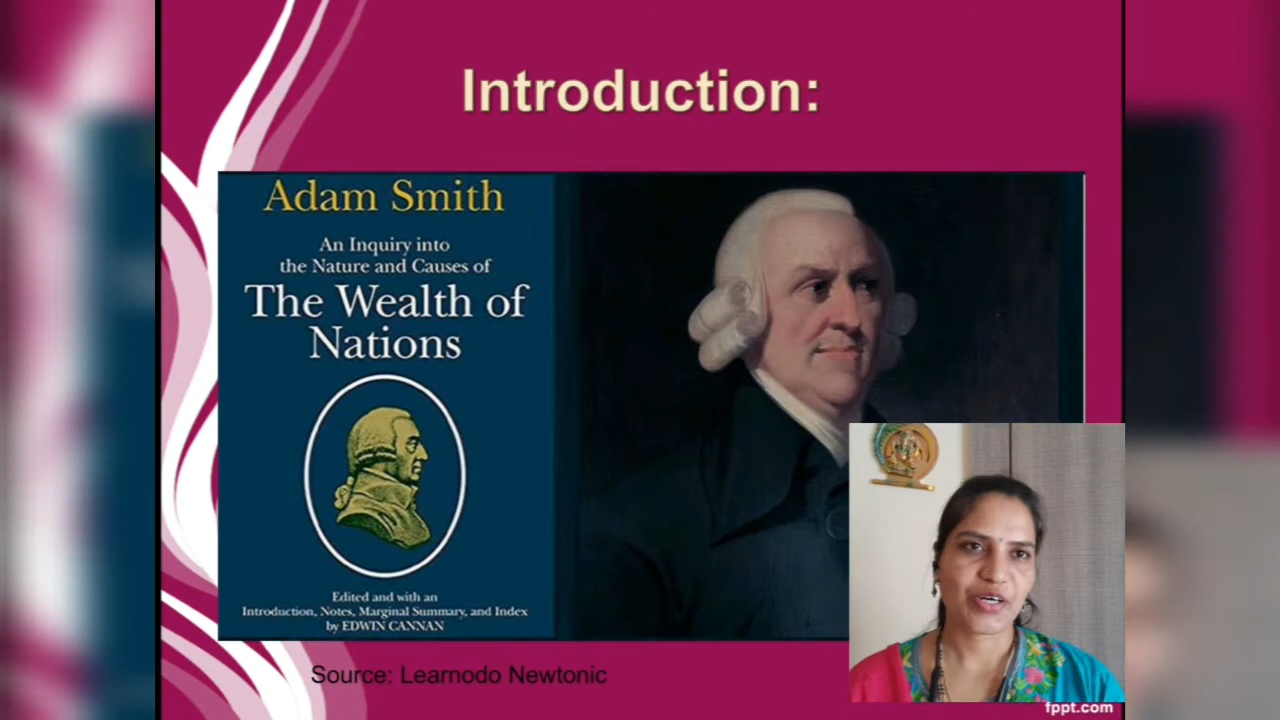 Introduction:
Adam Smith
An Inquiry into
the Nature and Causes of
The Wealth of
Nations
Edited and with an
Introduction, Notes, Marginal Summary, and Index
by EDWIN CANNAN
Source: Learnodo Newtonic
fppt.com